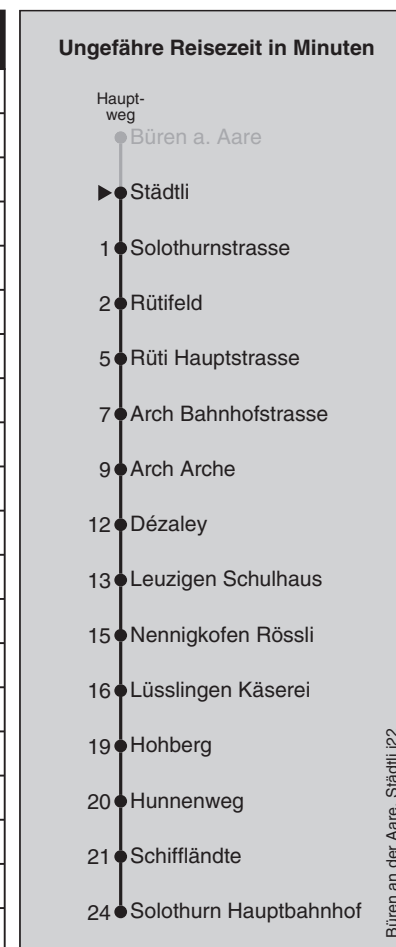 Ungefähre Reisezeit in Minuten
Haupt-
weg
Büren a. Aare
Städtli
1 Solothurnstrasse
2 Rütifeld
5 Rüti Hauptstrasse
7 Arch Bahnhofstrasse
9 Arch Arche
12 Dézaley
13 Leuzigen Schulhaus
15 Nennigkofen Rössli
16 Lüsslingen Käserei
19 Hohberg
20 Hunnenweg
21 Schiffländte
24 Solothurn Hauptbahnhof
Büren an der Aare, Städtli j22